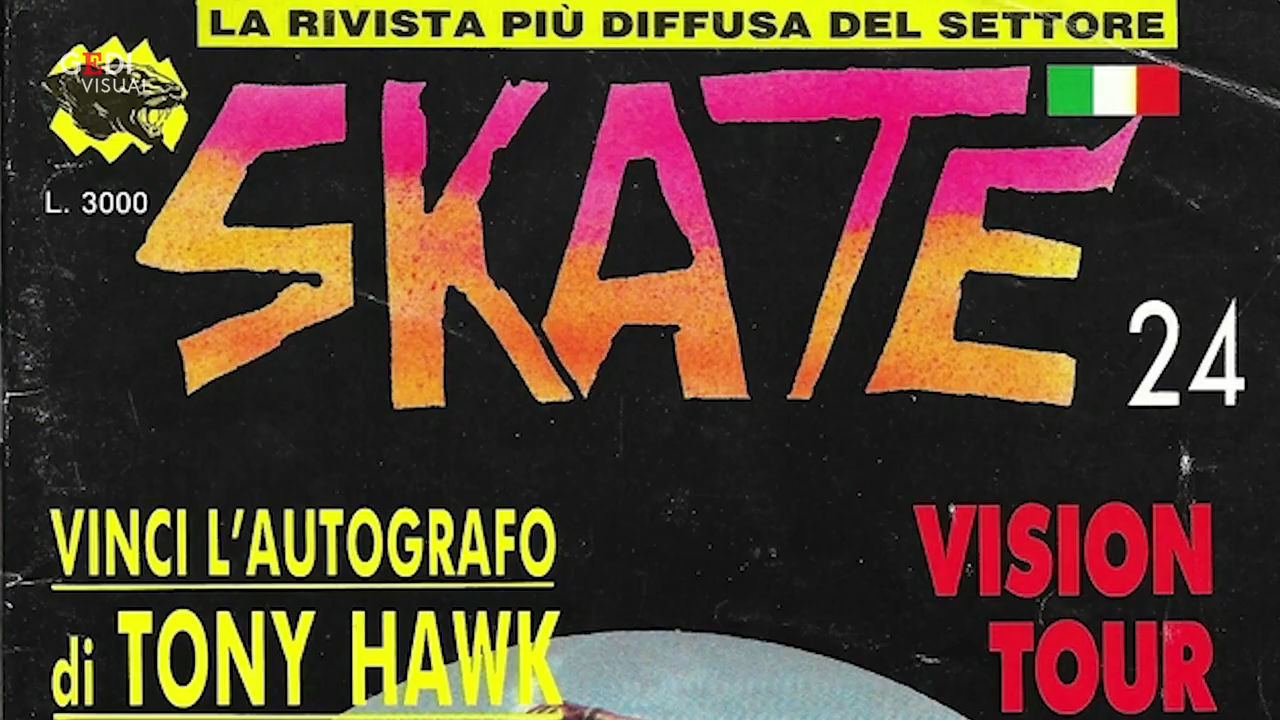 LA RIVISTA PIÙ DIFFUSA DEL SETTORE
GEDI
VISUAL
L. 3000
SKATE
24
VINCI L'AUTOGRAFO
di TONY HAWK
VISION
TOUR